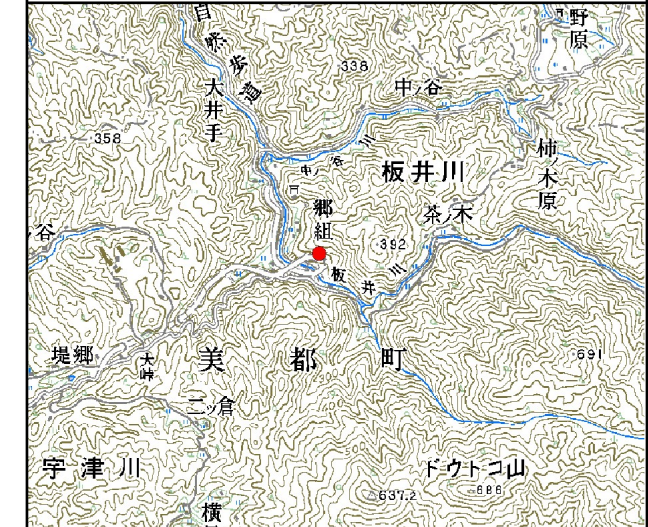 自然歩道
野原
338
中ノ谷
大井手
358
中ノ谷川
柿ノ木原
板井川
郷組
茶ノ木
谷
392
板井川
堤郷
大峠
美都町
691
二ッ倉
宇津川
ドウトコ山
637.2
686
横